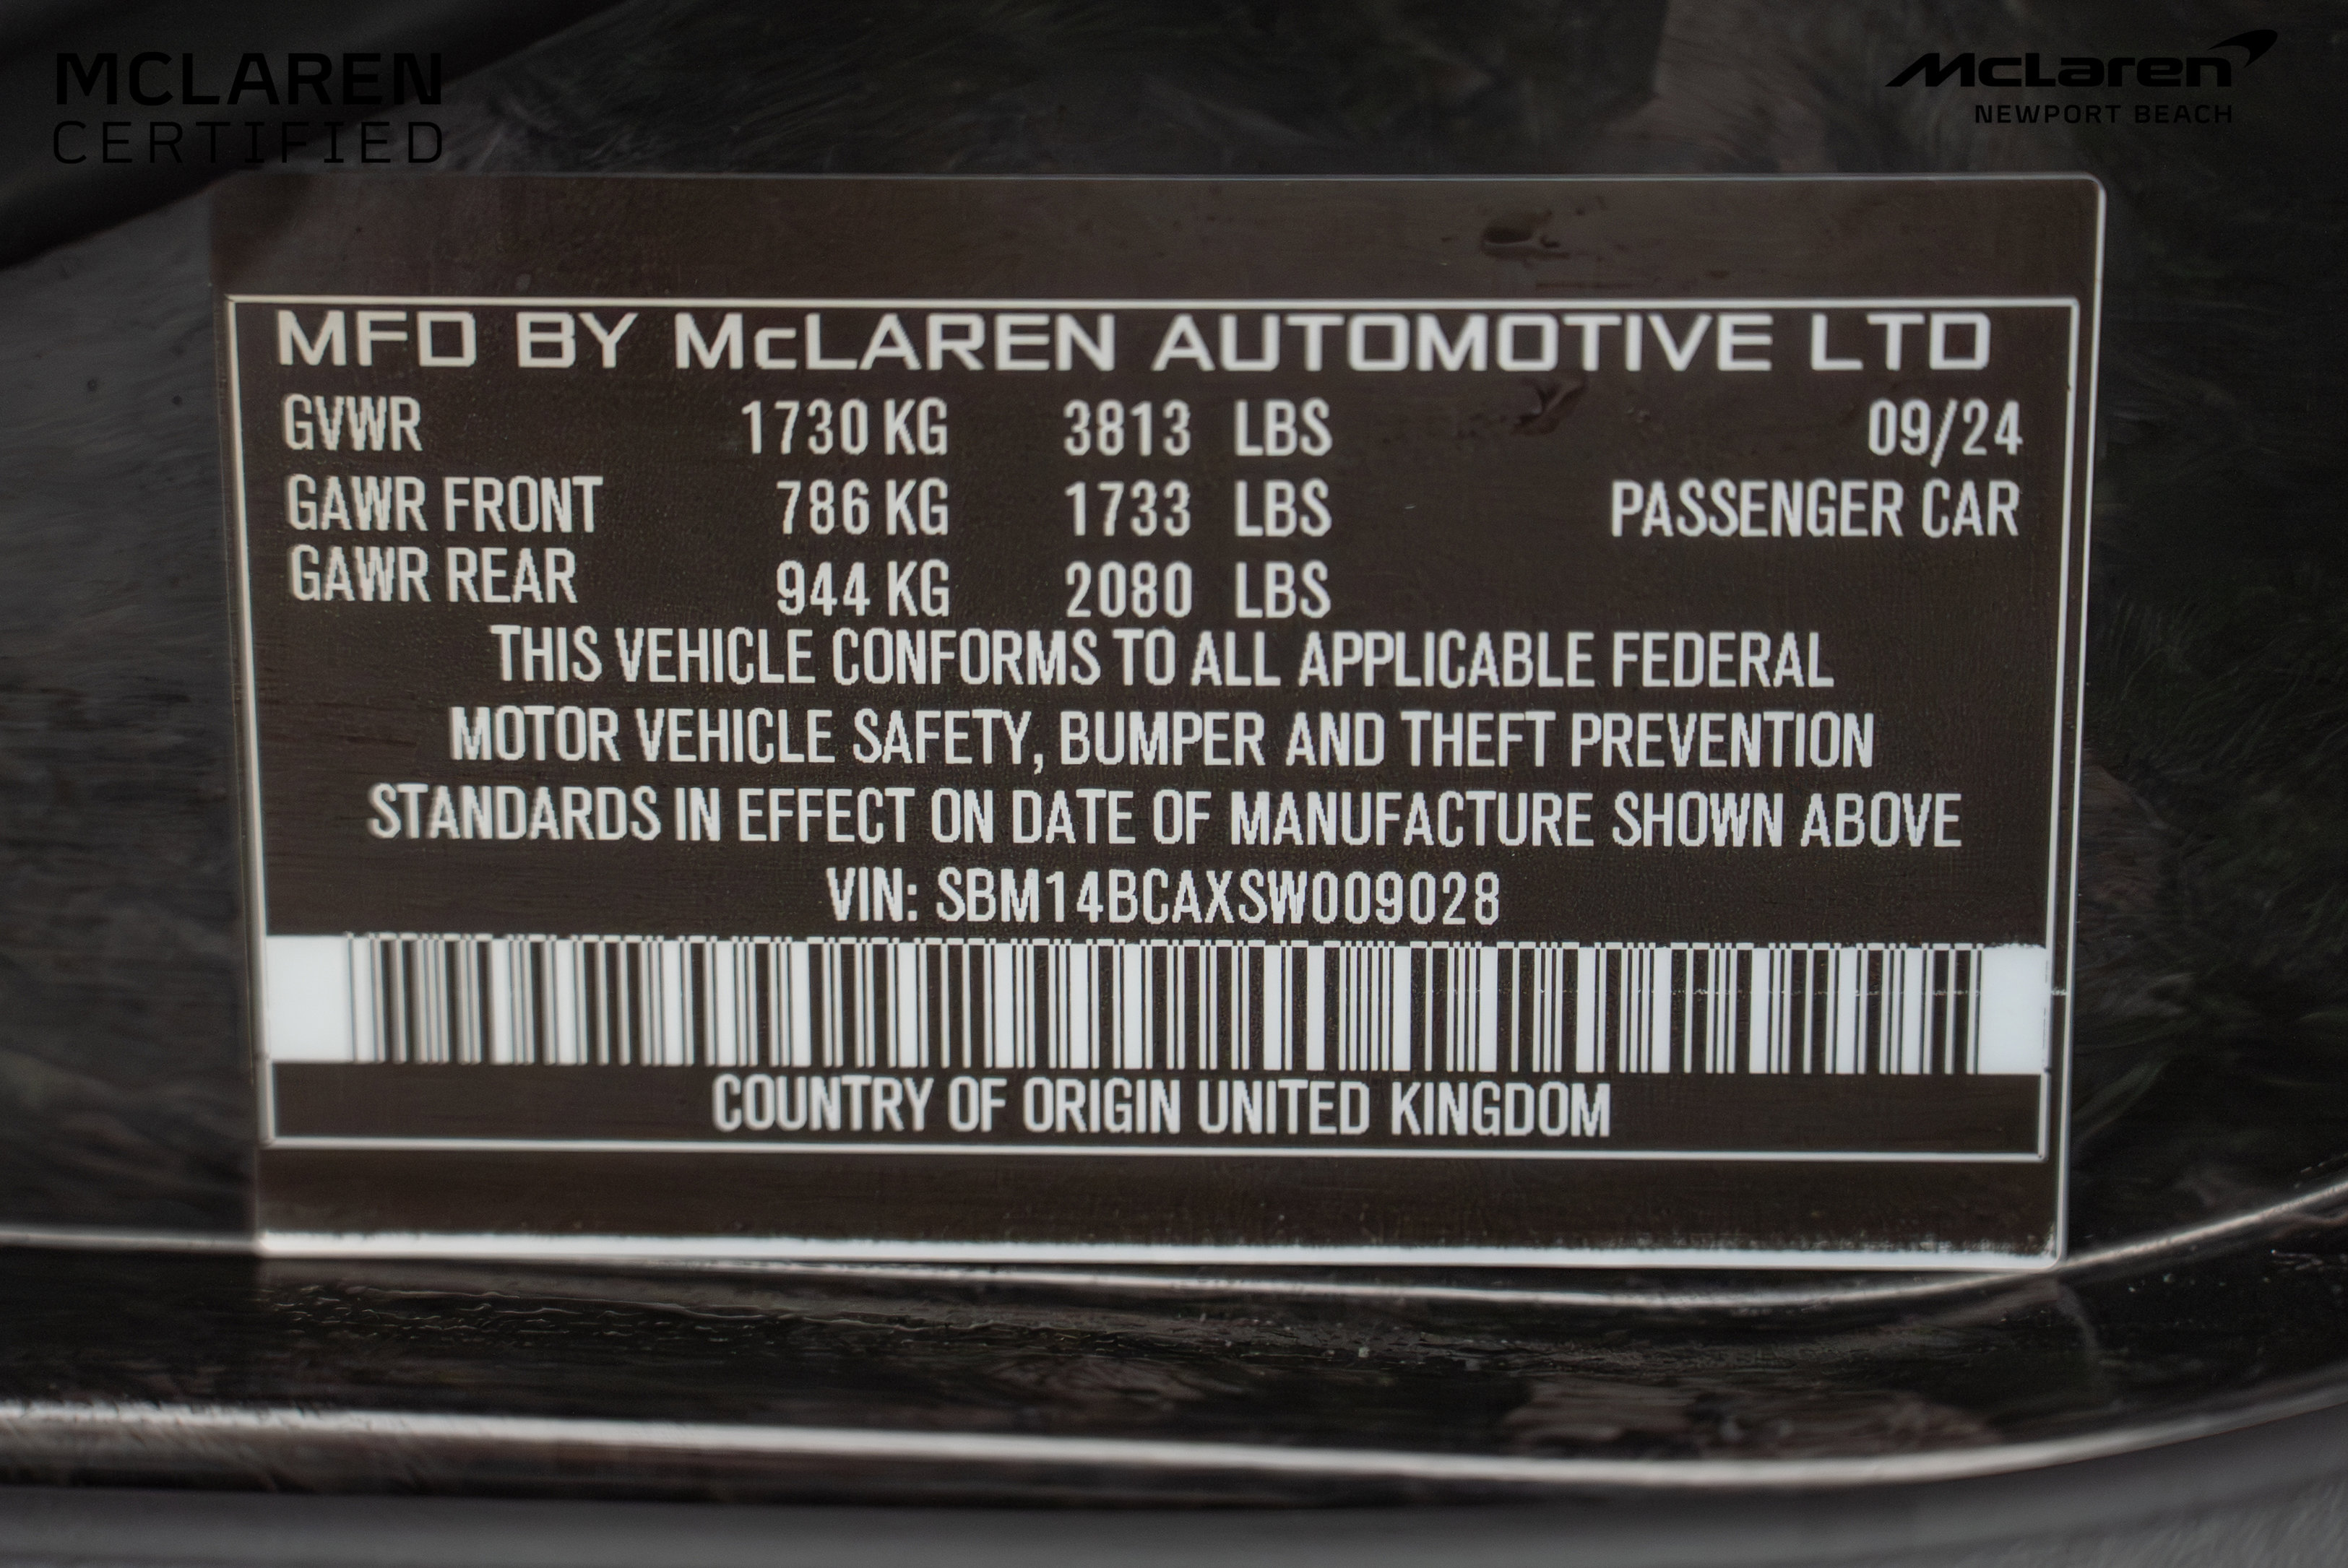 MCLAREN
CERTIFIED
McLaren
NEWPORT BEACH
MFD BY McLAREN AUTOMOTIVE LTD
GVWR 1730 KG 3813 LBS 09/24
GAWR FRONT 786 KG 1733 LBS PASSENGER CAR
GAWR REAR 944 KG 2080 LBS
THIS VEHICLE CONFORMS TO ALL APPLICABLE FEDERAL
MOTOR VEHICLE SAFETY, BUMPER AND THEFT PREVENTION
STANDARDS IN EFFECT ON DATE OF MANUFACTURE SHOWN ABOVE
VIN: SBM14BCAXSW009028
COUNTRY OF ORIGIN UNITED KINGDOM